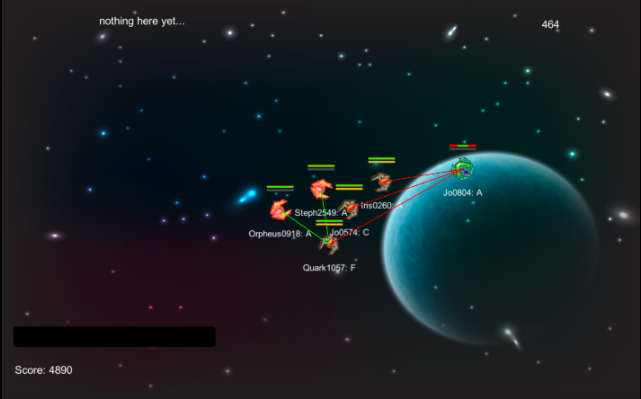 nothing here yet...
464
Jo0804: A
Iris0260:
Steph2549: A
Jo0574: C
Orpheus0918: A
Quark1057: F
Score: 4890